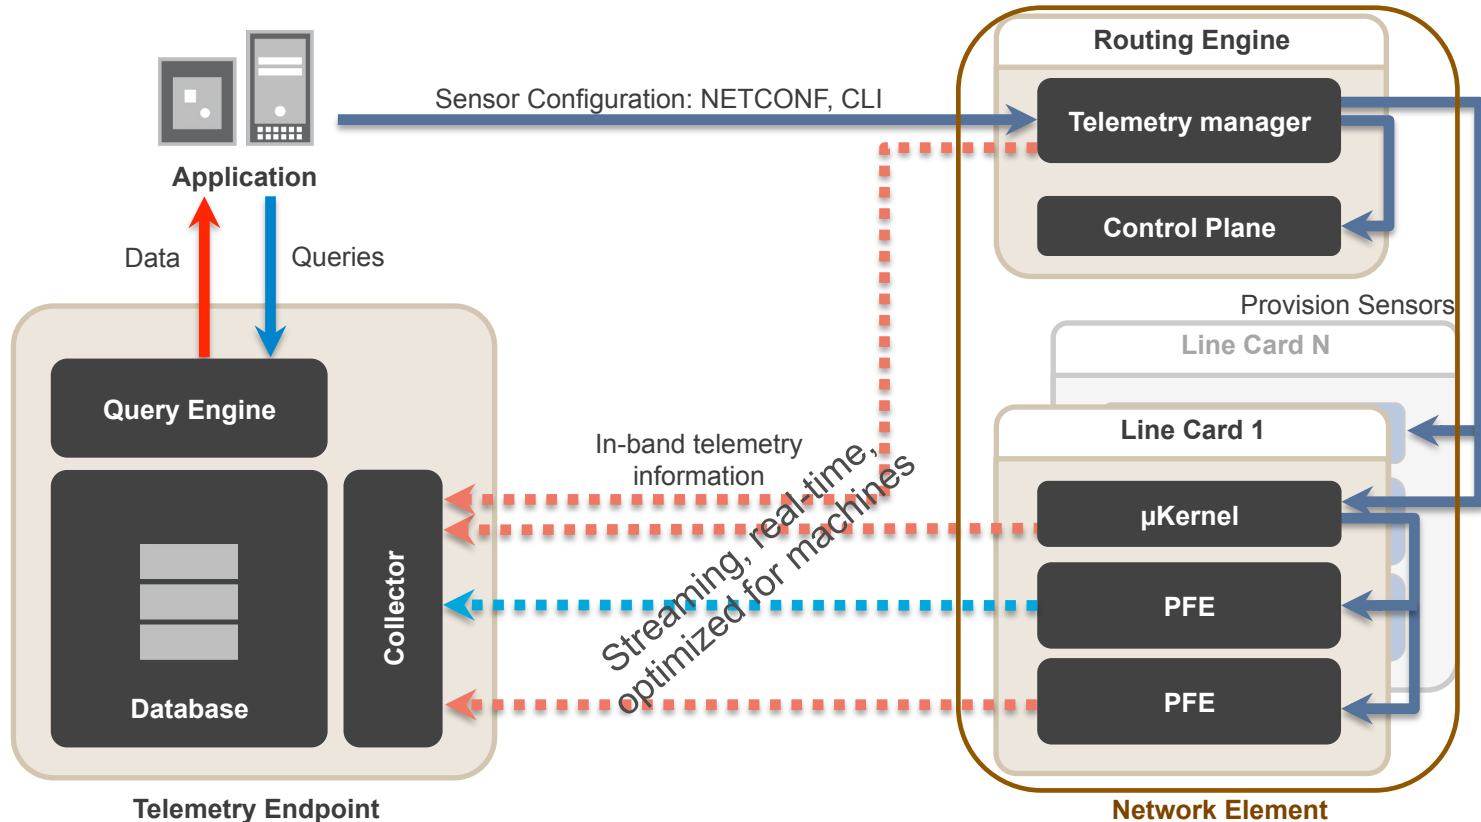 Routing Engine
Sensor Configuration: NETCONF, CLI
Telemetry manager
Application
Control Plane
Data
Queries
Provision Sensors
Line Card N
Query Engine
Line Card 1
In-band telemetry
information
Streaming, real-time,
optimized for machines
µKernel
Collector
PFE
Database
PFE
Telemetry Endpoint
Network Element